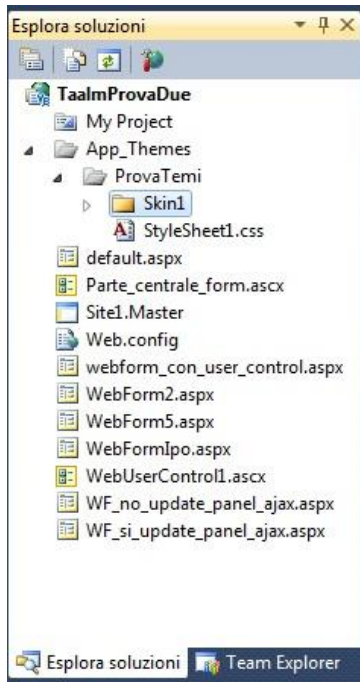 Esplora soluzioni
TaalmProvaDue
My Project
App_Themes
ProvaTemi
Skin1
StyleSheet1.css
default.aspx
Parte_centrale_form.ascx
Site1.Master
Web.config
webform_con_user_control.aspx
WebForm2.aspx
WebForm5.aspx
WebFormIpo.aspx
WebUserControl1.ascx
WF_no_update_panel_ajax.aspx
WF_si_update_panel_ajax.aspx
Esplora soluzioni Team Explorer